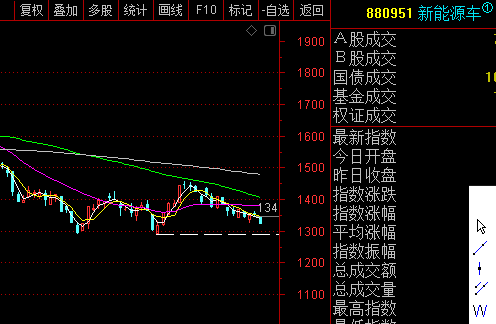 复权 叠加 多股 统计 画线 F10 标记 -自选 返回
880951 新能源车①
1900
1800
1700
1600
1500
1400
1300
1200
1100
134
A股成交
B股成交
国债成交
基金成交
权证成交
最新指数
今日开盘
昨日收盘
指数涨跌
指数涨幅
平均涨幅
指数振幅
总成交额
总成交量
最高指数
最低指数